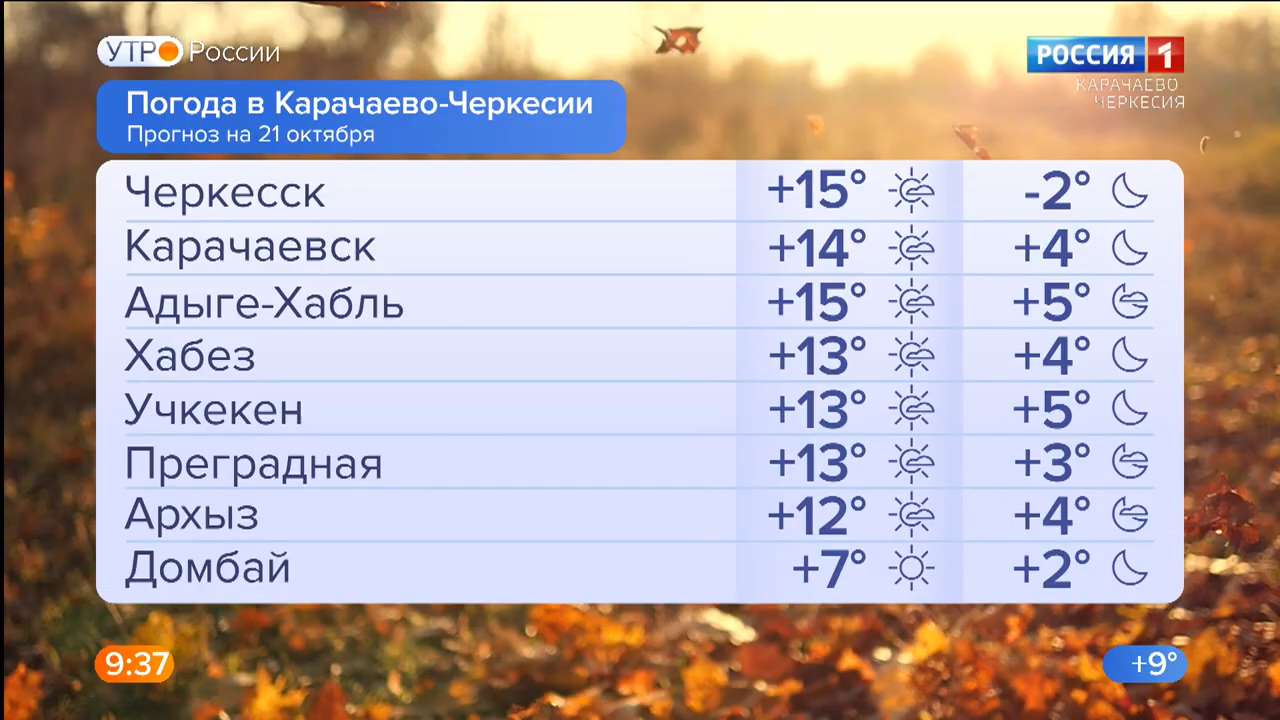 УТРО России
РОССИЯ 1
КАРАЧАЕВО
ЧЕРКЕСИЯ
Погода в Карачаево-Черкесии
Прогноз на 21 октября
Черкесск +15° -2°
Карачаевск +14° +4°
Адыге-Хабль +15° +5°
Хабез +13° +4°
Учкекен +13° +5°
Преградная +13° +3°
Архыз +12° +4°
Домбай +7° +2°
9:37 +9°